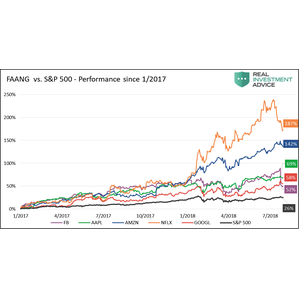 FAANG vs. S&P 500 - Performance since 1/2017
REAL
INVESTMENT
ADVICE
250%
200%
187%
150%
142%
100%
69%
58%
50%
52%
26%
0%
1/2017 4/2017 7/2017 10/2017 1/2018 4/2018 7/2018
FB AAPL AMZN NFLX GOOGL S&P 500